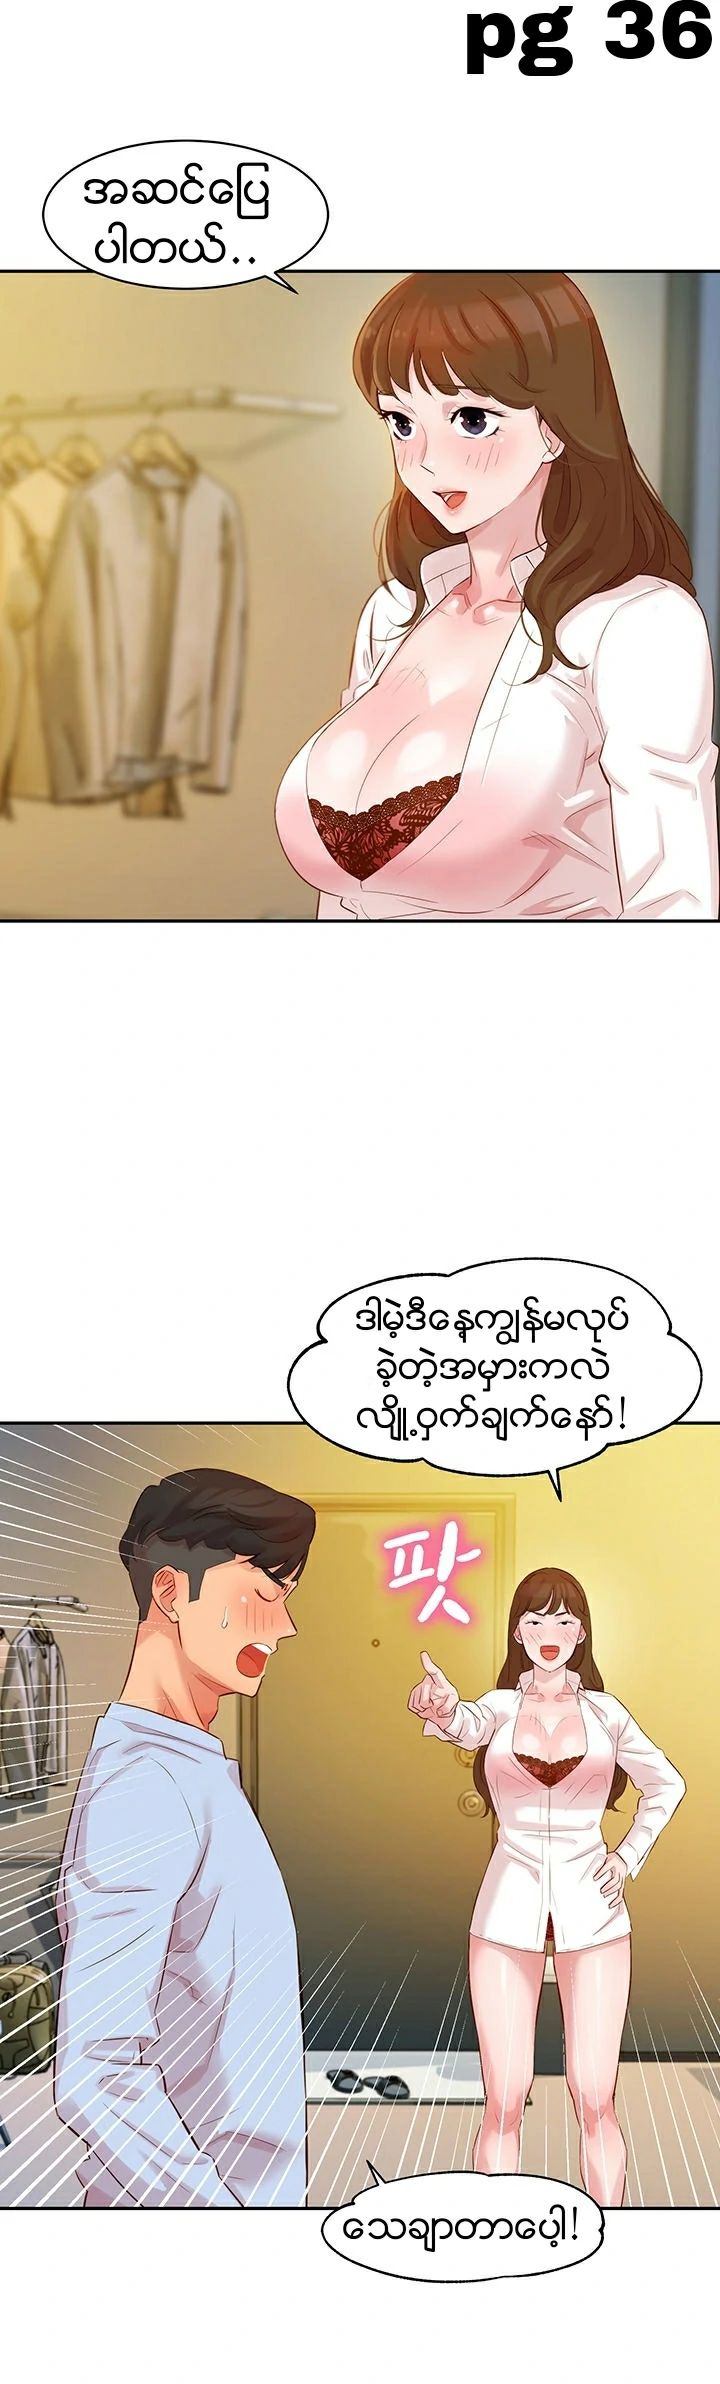 pg 36
အဆင်ပြေ
ပါတယ်..
ဒါမဲ့ဒီနေ့ကျွန်မလုပ်
ခဲ့တဲ့အမှားကလဲ
လျှို့ဝှက်ချက်နော်!
팟
သေချာတာပေါ့!